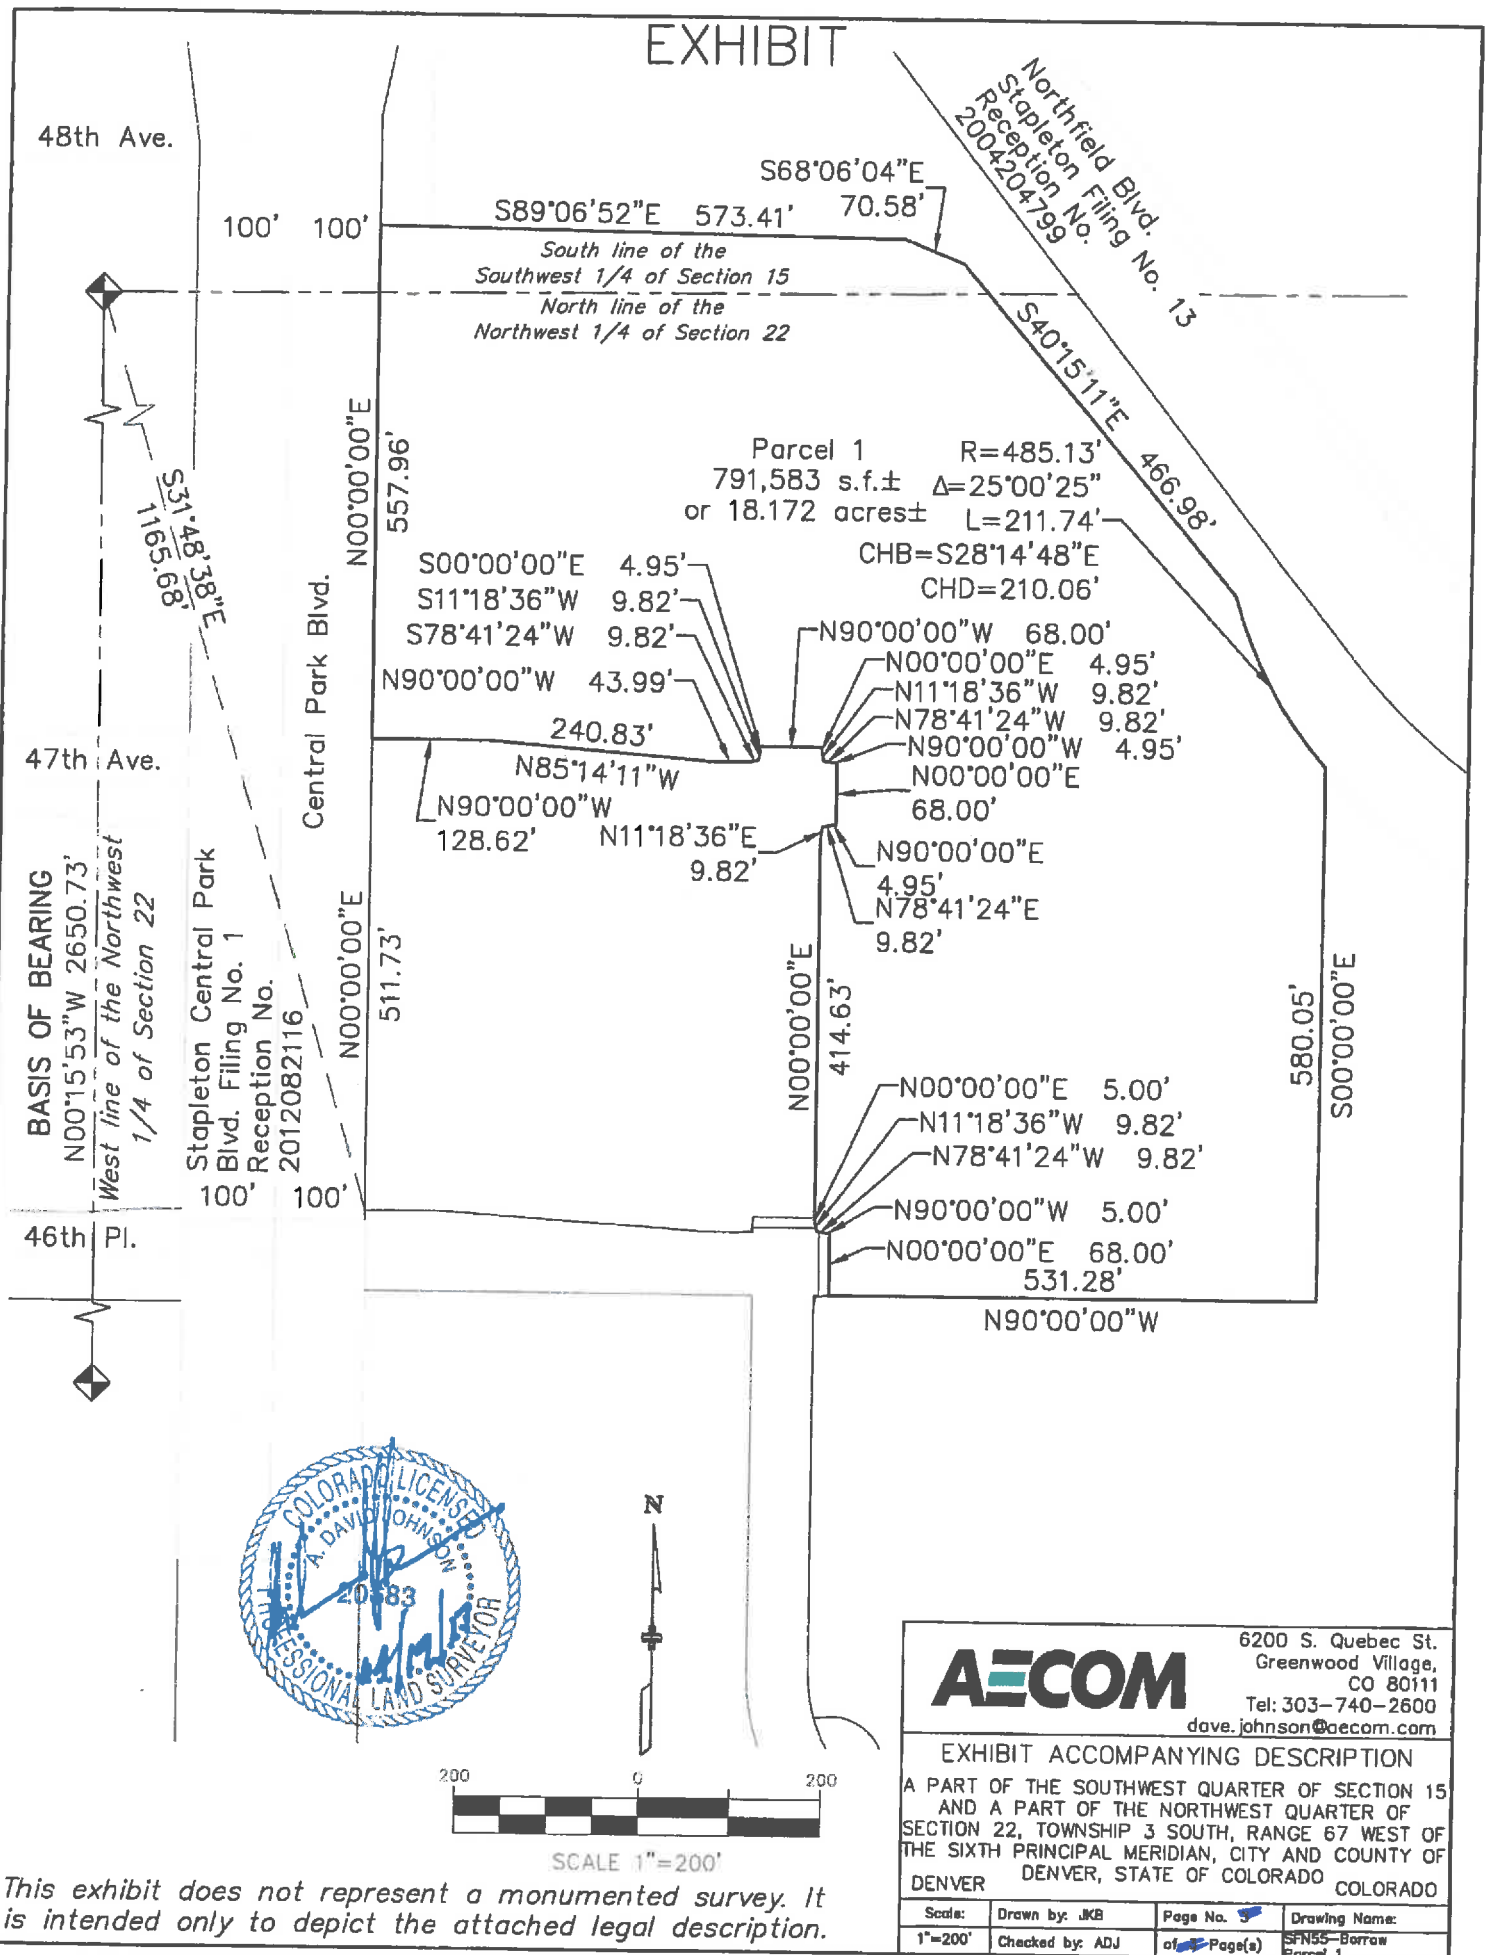 EXHIBIT
48th Ave.
100' 100'
S89°06'52"E 573.41'
S68°06'04"E
70.58'
Northfield Blvd.
Stapleton Filing No. 13
Reception No.
2004204799
South line of the
Southwest 1/4 of Section 15
North line of the
Northwest 1/4 of Section 22
S40°15'11"E 466.98'
N00°00'00"E
557.96'
Parcel 1
791,583 s.f.±
or 18.172 acres±
R=485.13'
Δ=25°00'25"
L=211.74'
CHB=S28°14'48"E
CHD=210.06'
S31°48'38"E
1165.68'
S00°00'00"E 4.95'
S11°18'36"W 9.82'
S78°41'24"W 9.82'
N90°00'00"W 43.99'
N90°00'00"W 68.00'
N00°00'00"E 4.95'
N11°18'36"W 9.82'
N78°41'24"W 9.82'
N90°00'00"W 4.95'
N00°00'00"E
68.00'
240.83'
N85°14'11"W
N90°00'00"W
128.62'
N11°18'36"E
9.82'
N90°00'00"E
4.95'
N78°41'24"E
9.82'
47th Ave.
Central Park Blvd.
BASIS OF BEARING
N00°15'53"W 2650.73'
West line of the Northwest
1/4 of Section 22
Stapleton Central Park
Blvd. Filing No. 1
Reception No.
2012082116
N00°00'00"E
511.73'
N00°00'00"E
414.63'
580.05'
S00°00'00"E
N00°00'00"E 5.00'
N11°18'36"W 9.82'
N78°41'24"W 9.82'
N90°00'00"W 5.00'
N00°00'00"E 68.00'
531.28'
N90°00'00"W
100' 100'
46th Pl.
COLORADO LICENSED
A. DAVID JOHNSON
PROFESSIONAL LAND SURVEYOR
N
200 0 200
SCALE 1"=200'
This exhibit does not represent a monumented survey. It
is intended only to depict the attached legal description.
AECOM
6200 S. Quebec St.
Greenwood Village,
CO 80111
Tel: 303-740-2600
dave.johnson@aecom.com
EXHIBIT ACCOMPANYING DESCRIPTION
A PART OF THE SOUTHWEST QUARTER OF SECTION 15
AND A PART OF THE NORTHWEST QUARTER OF
SECTION 22, TOWNSHIP 3 SOUTH, RANGE 67 WEST OF
THE SIXTH PRINCIPAL MERIDIAN, CITY AND COUNTY OF
DENVER, STATE OF COLORADO
DENVER COLORADO
Scale: Drawn by: JKB Page No. Drawing Name:
1"=200' Checked by: ADJ of Page(s) SFN55-Borrow
Parcel 1